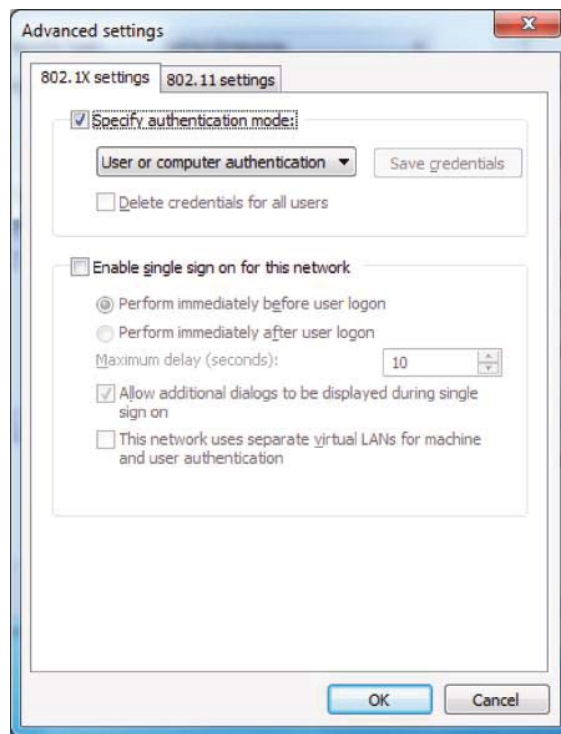 Advanced settings
802.1X settings
802.11 settings
Specify authentication mode:
User or computer authentication
Save credentials
Delete credentials for all users
Enable single sign on for this network
Perform immediately before user logon
Perform immediately after user logon
Maximum delay (seconds):
10
Allow additional dialogs to be displayed during single
sign on
This network uses separate virtual LANs for machine
and user authentication
OK
Cancel